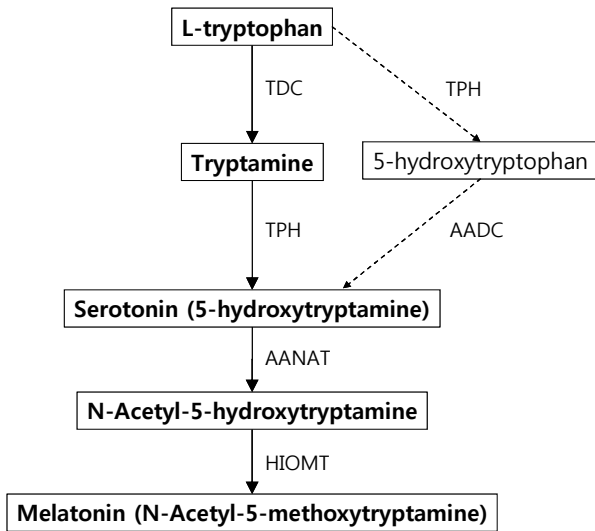 L-tryptophan
TDC
TPH
Tryptamine
5-hydroxytryptophan
TPH
AADC
Serotonin (5-hydroxytryptamine)
AANAT
N-Acetyl-5-hydroxytryptamine
HIOMT
Melatonin (N-Acetyl-5-methoxytryptamine)